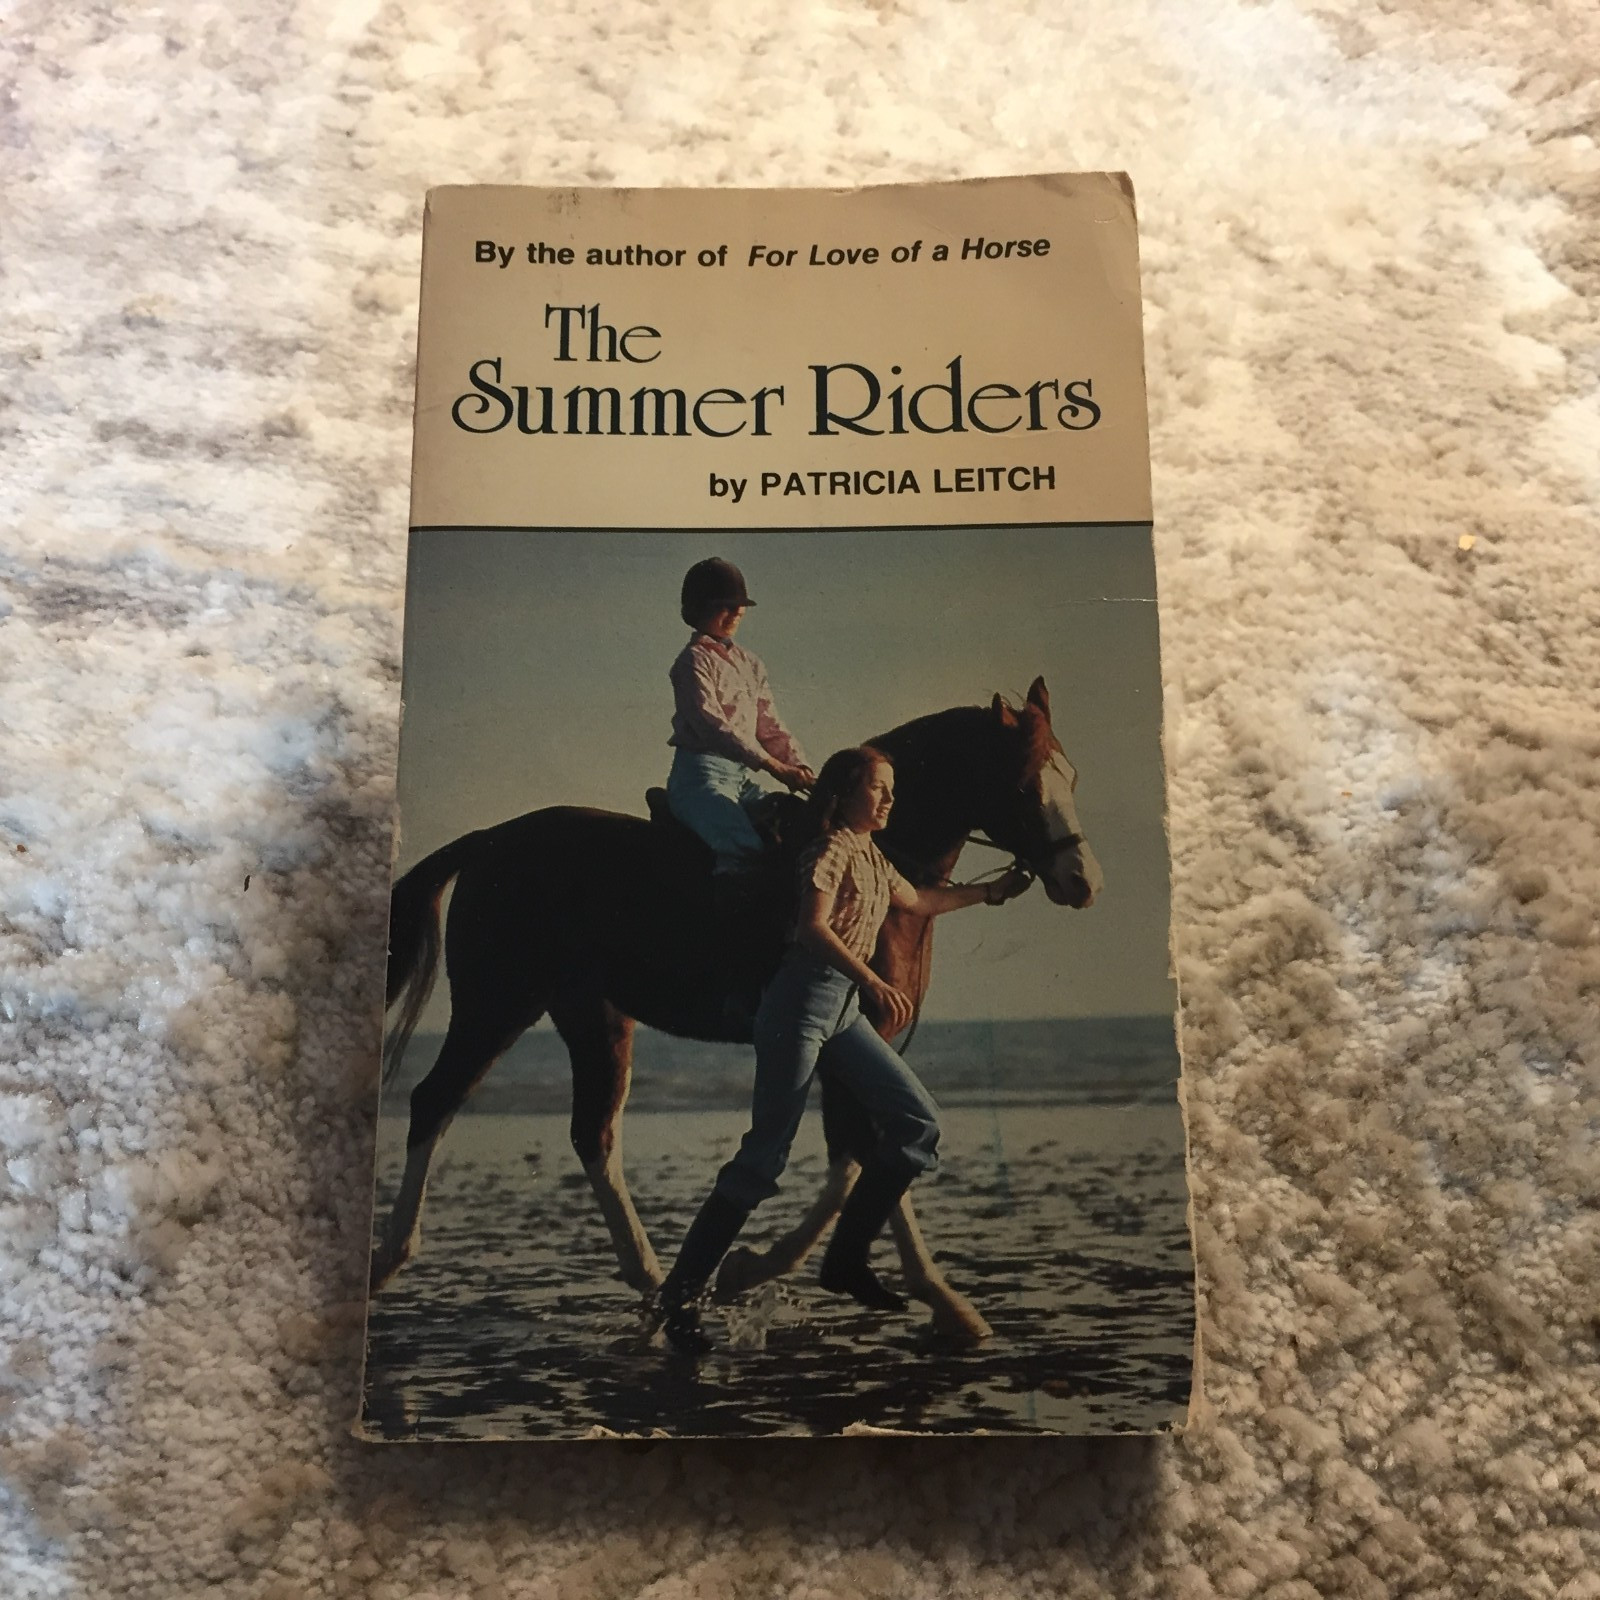 By the author of For Love of a Horse
The
Summer Riders
by PATRICIA LEITCH